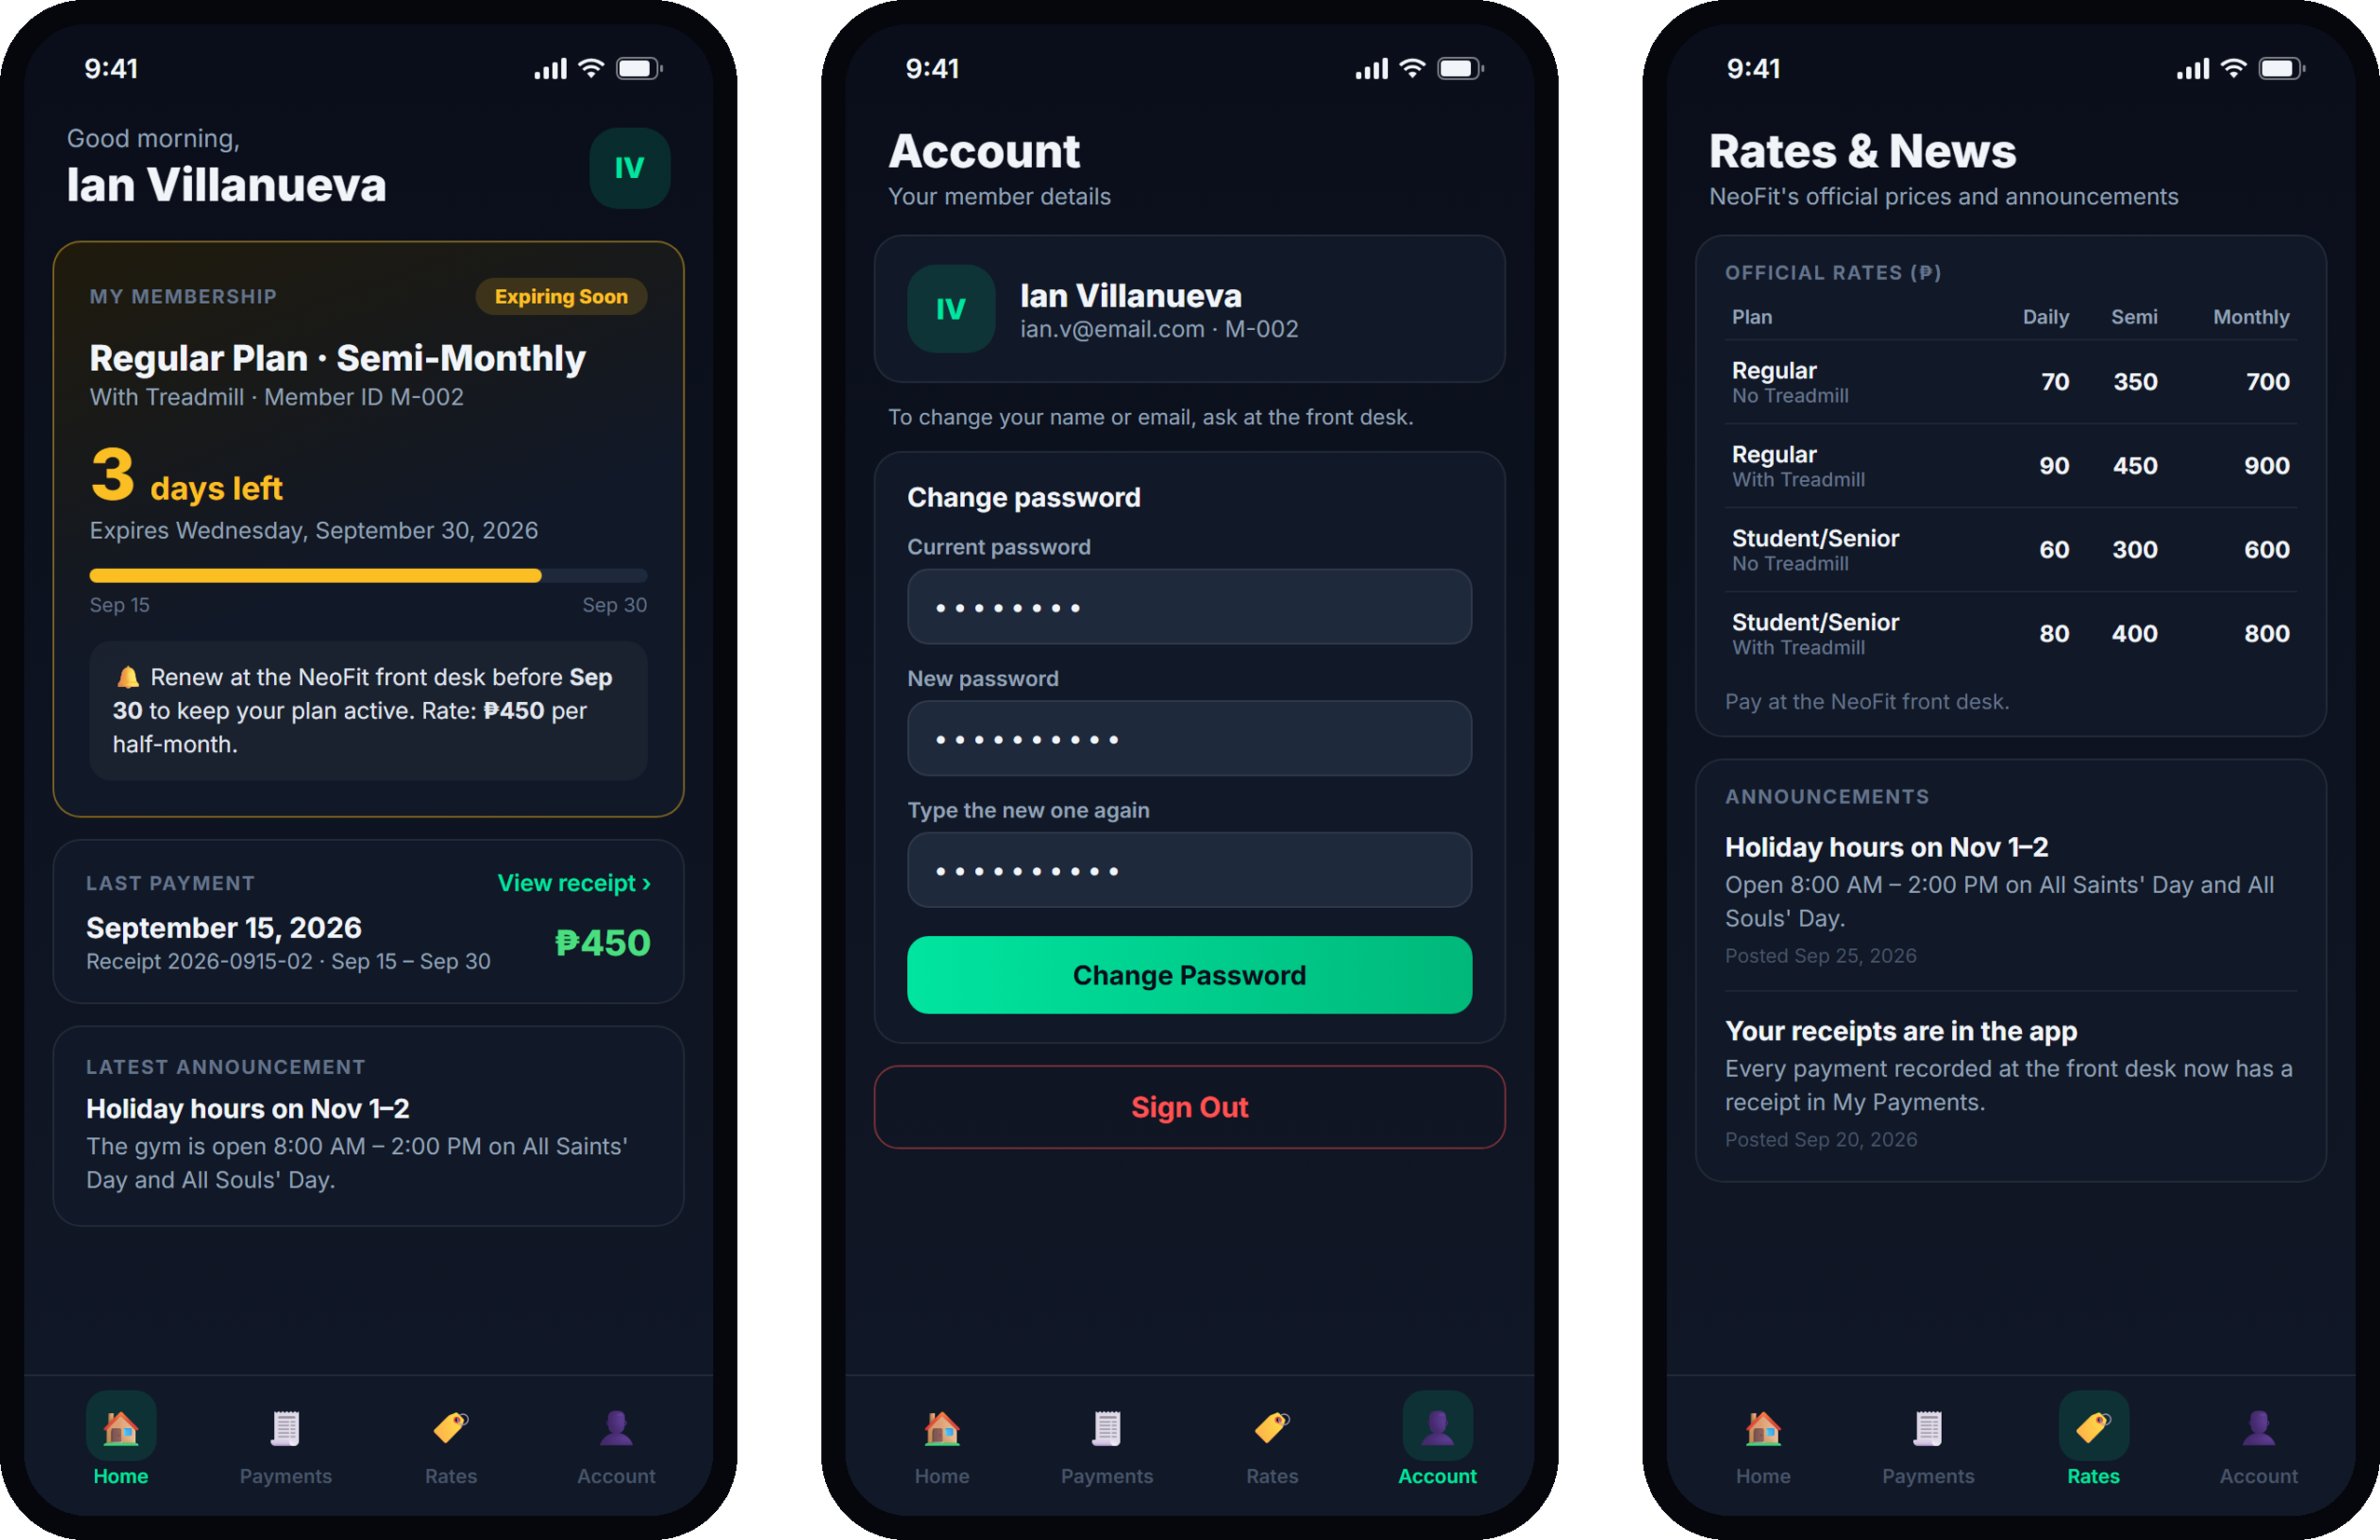 9:41
Good morning,
Ian Villanueva
IV
MY MEMBERSHIP
Expiring Soon
Regular Plan · Semi-Monthly
With Treadmill · Member ID M-002
3 days left
Expires Wednesday, September 30, 2026
Sep 15
Sep 30
🔔 Renew at the NeoFit front desk before Sep
30 to keep your plan active. Rate: ₱450 per
half-month.
LAST PAYMENT
View receipt ›
September 15, 2026
Receipt 2026-0915-02 · Sep 15 – Sep 30
₱450
LATEST ANNOUNCEMENT
Holiday hours on Nov 1–2
The gym is open 8:00 AM – 2:00 PM on All Saints'
Day and All Souls' Day.
Home
Payments
Rates
Account
9:41
Account
Your member details
IV
Ian Villanueva
ian.v@email.com · M-002
To change your name or email, ask at the front desk.
Change password
Current password
••••••••
New password
••••••••••
Type the new one again
••••••••••
Change Password
Sign Out
Home
Payments
Rates
Account
9:41
Rates & News
NeoFit's official prices and announcements
OFFICIAL RATES (₱)
Plan Daily Semi Monthly
Regular
No Treadmill
70 350 700
Regular
With Treadmill
90 450 900
Student/Senior
No Treadmill
60 300 600
Student/Senior
With Treadmill
80 400 800
Pay at the NeoFit front desk.
ANNOUNCEMENTS
Holiday hours on Nov 1–2
Open 8:00 AM – 2:00 PM on All Saints' Day and All
Souls' Day.
Posted Sep 25, 2026
Your receipts are in the app
Every payment recorded at the front desk now has a
receipt in My Payments.
Posted Sep 20, 2026
Home
Payments
Rates
Account